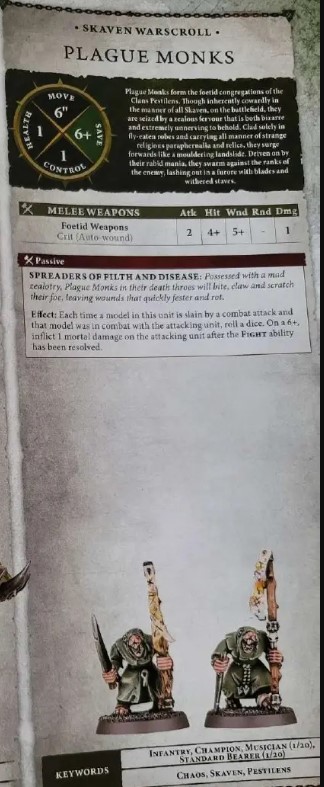 • SKAVEN WARSCROLL •
PLAGUE MONKS
MOVE
6"
HEALTH
1
6+
SAVE
1
CONTROL
Plague Monks form the foetid congregations of the
Clans Pestilens. Though inherently cowardly in
the manner of all Skaven, on the battlefield, they
are seized by a zealous fervour that is both bizarre
and extremely unnerving to behold. Clad solely in
fly-eaten robes and carrying all manner of strange
religious paraphernalia and relics, they surge
forwards like a mouldering landslide. Driven on by
their rabid mania, they swarm against the ranks of
the enemy, lashing out in a furore with blades and
withered staves.
MELEE WEAPONS Atk Hit Wnd Rnd Dmg
Foetid Weapons
Crit (Auto-wound)
2 4+ 5+ - 1
Passive
SPREADERS OF FILTH AND DISEASE: Possessed with a mad
zealotry, Plague Monks in their death throes will bite, claw and scratch
their foe, leaving wounds that quickly fester and rot.
Effect: Each time a model in this unit is slain by a combat attack and
that model was in combat with the attacking unit, roll a dice. On a 6+,
inflict 1 mortal damage on the attacking unit after the FIGHT ability
has been resolved.
KEYWORDS
INFANTRY, CHAMPION, MUSICIAN (1/20),
STANDARD BEARER (1/20)
CHAOS, SKAVEN, PESTILENS